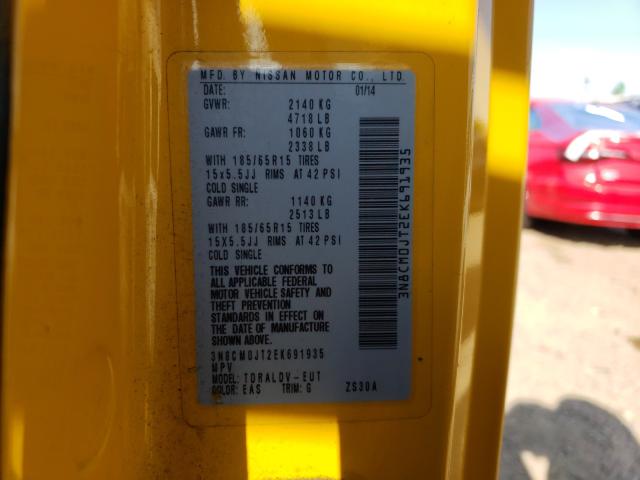 MFD. BY NISSAN MOTOR CO., LTD.
DATE: 01/14
GVWR: 2140 KG
4718 LB
GAWR FR: 1060 KG
2338 LB
WITH 185/65R15 TIRES
15x5.5JJ RIMS AT 42 PSI
COLD SINGLE
GAWR RR: 1140 KG
2513 LB
WITH 185/65R15 TIRES
15X5.5JJ RIMS AT 42 PSI
COLD SINGLE
THIS VEHICLE CONFORMS TO
ALL APPLICABLE FEDERAL
MOTOR VEHICLE SAFETY AND
THEFT PREVENTION
STANDARDS IN EFFECT ON
THE DATE OF MANUFACTURE
SHOWN ABOVE.
3N8CM0JT2EK691935
MPV
MODEL: TDRALDV-EUT
COLOR: EAS TRIM: G ZS30A
3N8CM0JT2EK691935